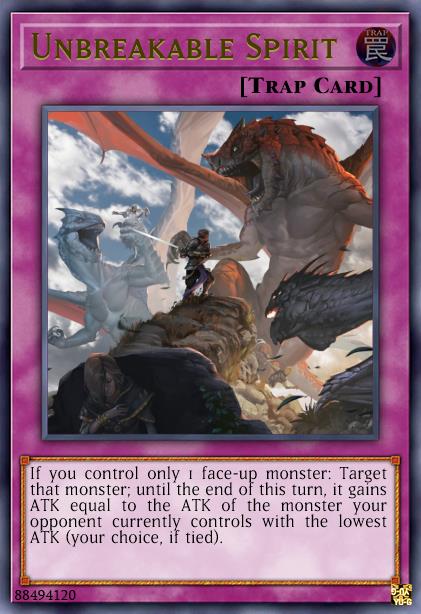 UNBREAKABLE SPIRIT
TRAP
罠
[TRAP CARD]
If you control only 1 face-up monster: Target
that monster; until the end of this turn, it gains
ATK equal to the ATK of the monster your
opponent currently controls with the lowest
ATK (your choice, if tied).
88494120